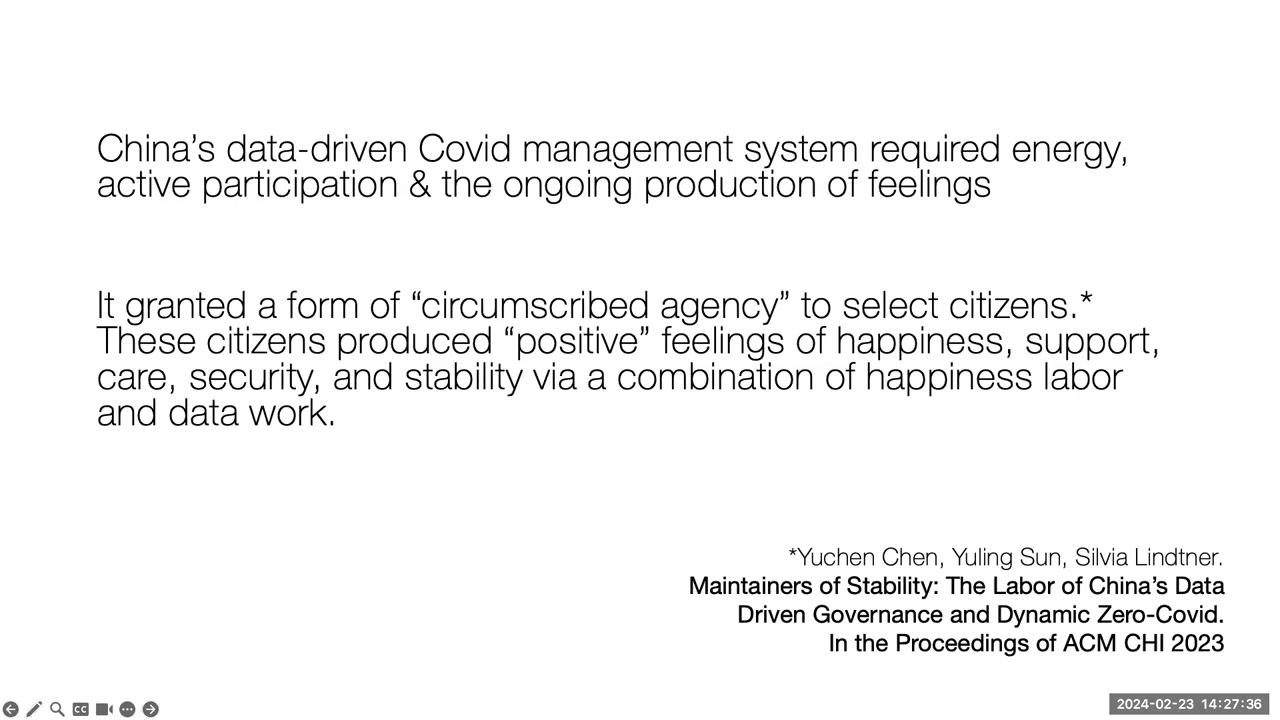 China’s data-driven Covid management system required energy,
active participation & the ongoing production of feelings
It granted a form of “circumscribed agency” to select citizens.*
These citizens produced “positive” feelings of happiness, support,
care, security, and stability via a combination of happiness labor
and data work.
*Yuchen Chen, Yuling Sun, Silvia Lindtner.
Maintainers of Stability: The Labor of China’s Data
Driven Governance and Dynamic Zero-Covid.
In the Proceedings of ACM CHI 2023
CC
2024-02-23 14:27:36